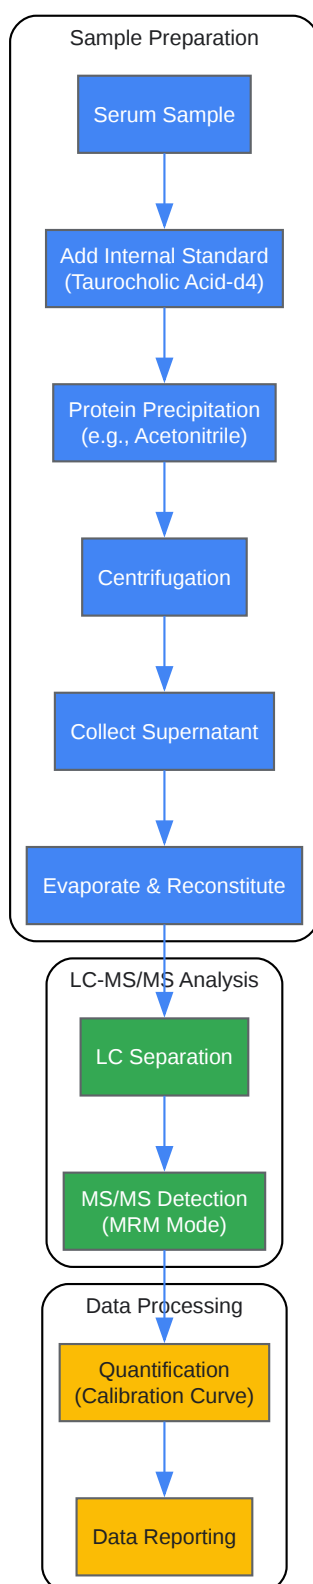 Sample Preparation
Serum Sample
Add Internal Standard
(Taurocholic Acid-d4)
Protein Precipitation
(e.g., Acetonitrile)
Centrifugation
Collect Supernatant
Evaporate & Reconstitute
LC-MS/MS Analysis
LC Separation
MS/MS Detection
(MRM Mode)
Data Processing
Quantification
(Calibration Curve)
Data Reporting